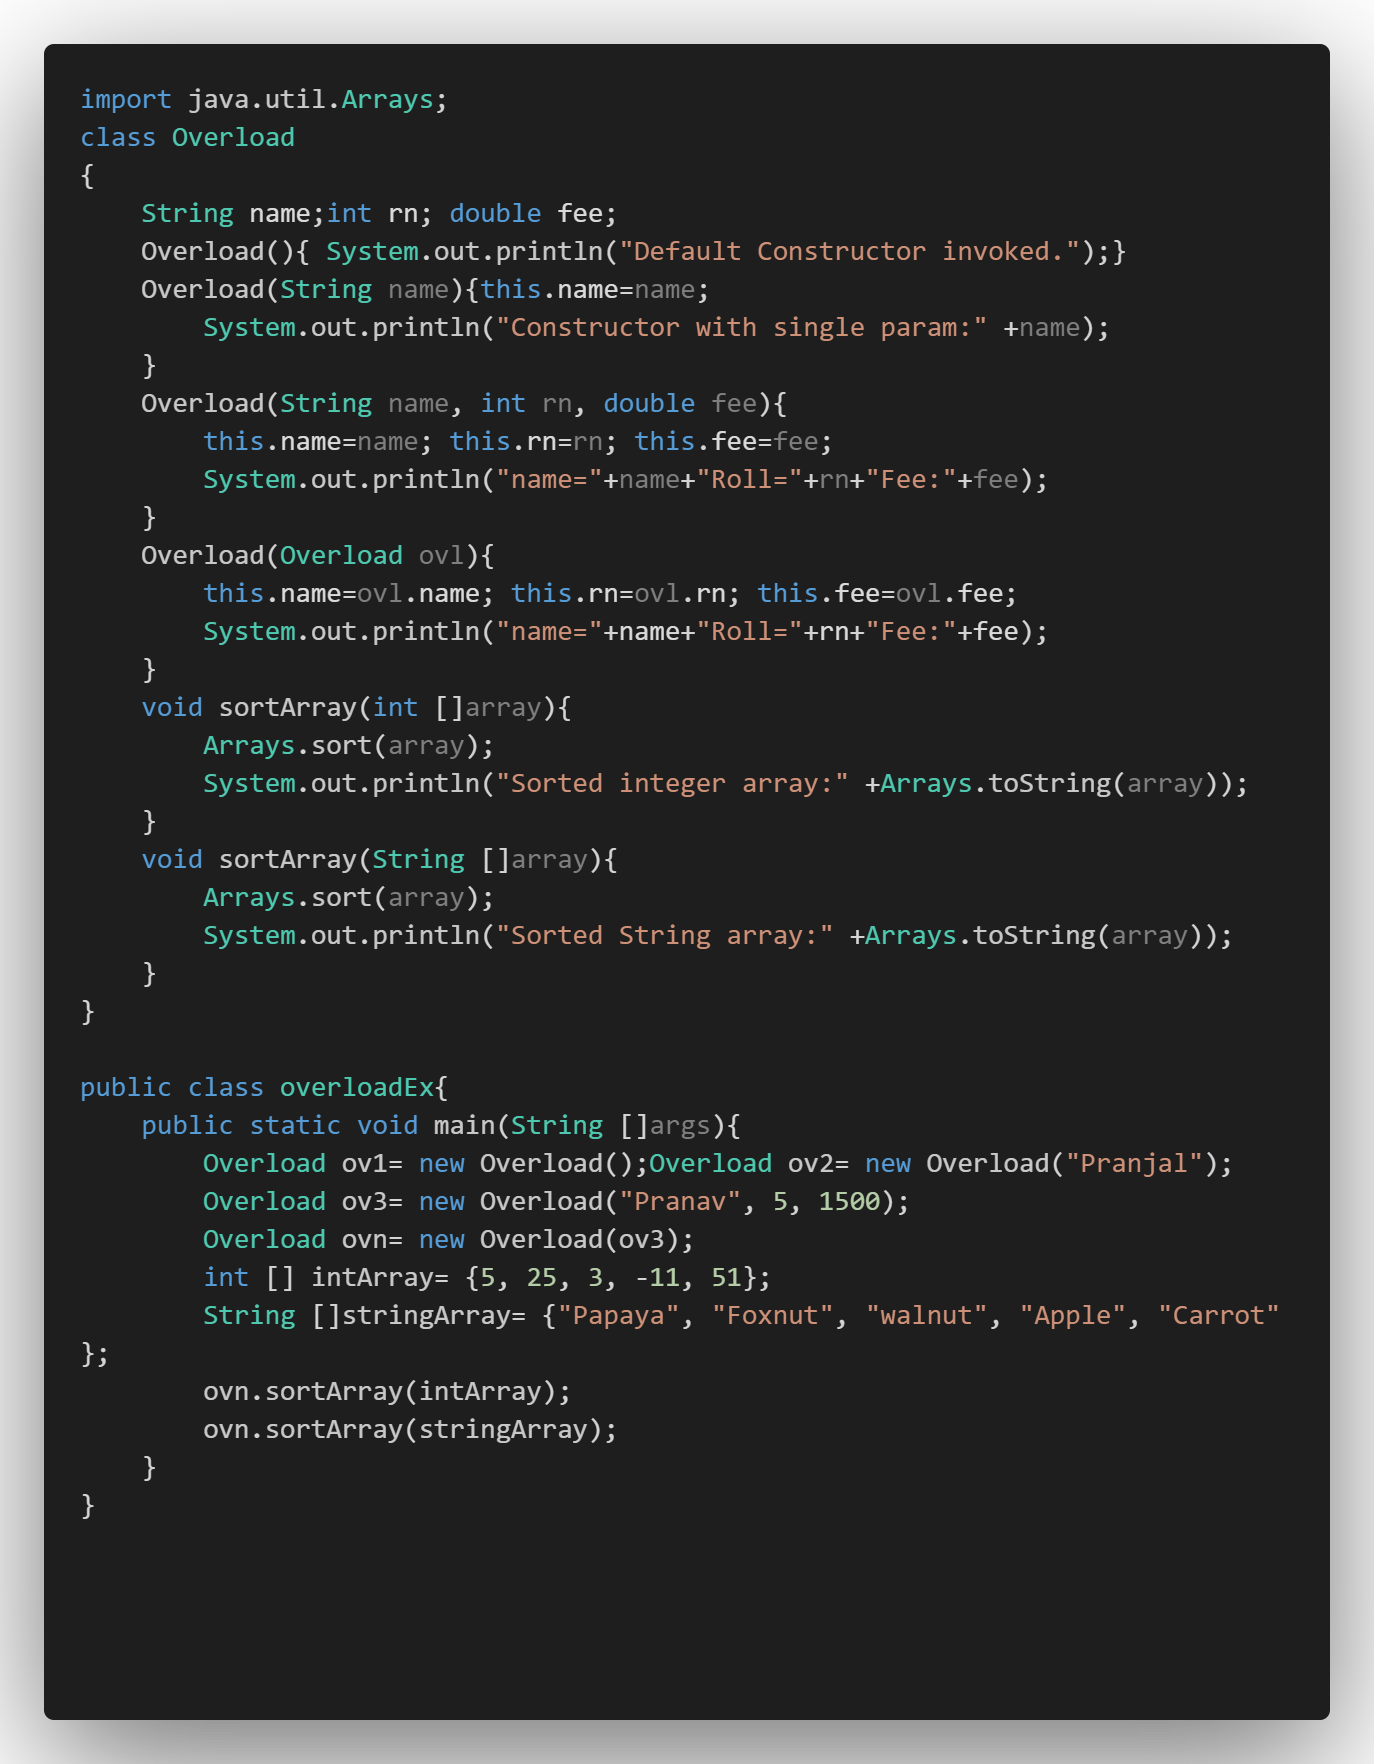 import java.util.Arrays;
class Overload
{
    String name;int rn; double fee;
    Overload(){ System.out.println("Default Constructor invoked.");}
    Overload(String name){this.name=name;
        System.out.println("Constructor with single param:" +name);
    }
    Overload(String name, int rn, double fee){
        this.name=name; this.rn=rn; this.fee=fee;
        System.out.println("name="+name+"Roll="+rn+"Fee:"+fee);
    }
    Overload(Overload ovl){
        this.name=ovl.name; this.rn=ovl.rn; this.fee=ovl.fee;
        System.out.println("name="+name+"Roll="+rn+"Fee:"+fee);
    }
    void sortArray(int []array){
        Arrays.sort(array);
        System.out.println("Sorted integer array:" +Arrays.toString(array));
    }
    void sortArray(String []array){
        Arrays.sort(array);
        System.out.println("Sorted String array:" +Arrays.toString(array));
    }
}

public class overloadEx{
    public static void main(String []args){
        Overload ov1= new Overload();Overload ov2= new Overload("Pranjal");
        Overload ov3= new Overload("Pranav", 5, 1500);
        Overload ovn= new Overload(ov3);
        int [] intArray= {5, 25, 3, -11, 51};
        String []stringArray= {"Papaya", "Foxnut", "walnut", "Apple", "Carrot"
};
        ovn.sortArray(intArray);
        ovn.sortArray(stringArray);
    }
}